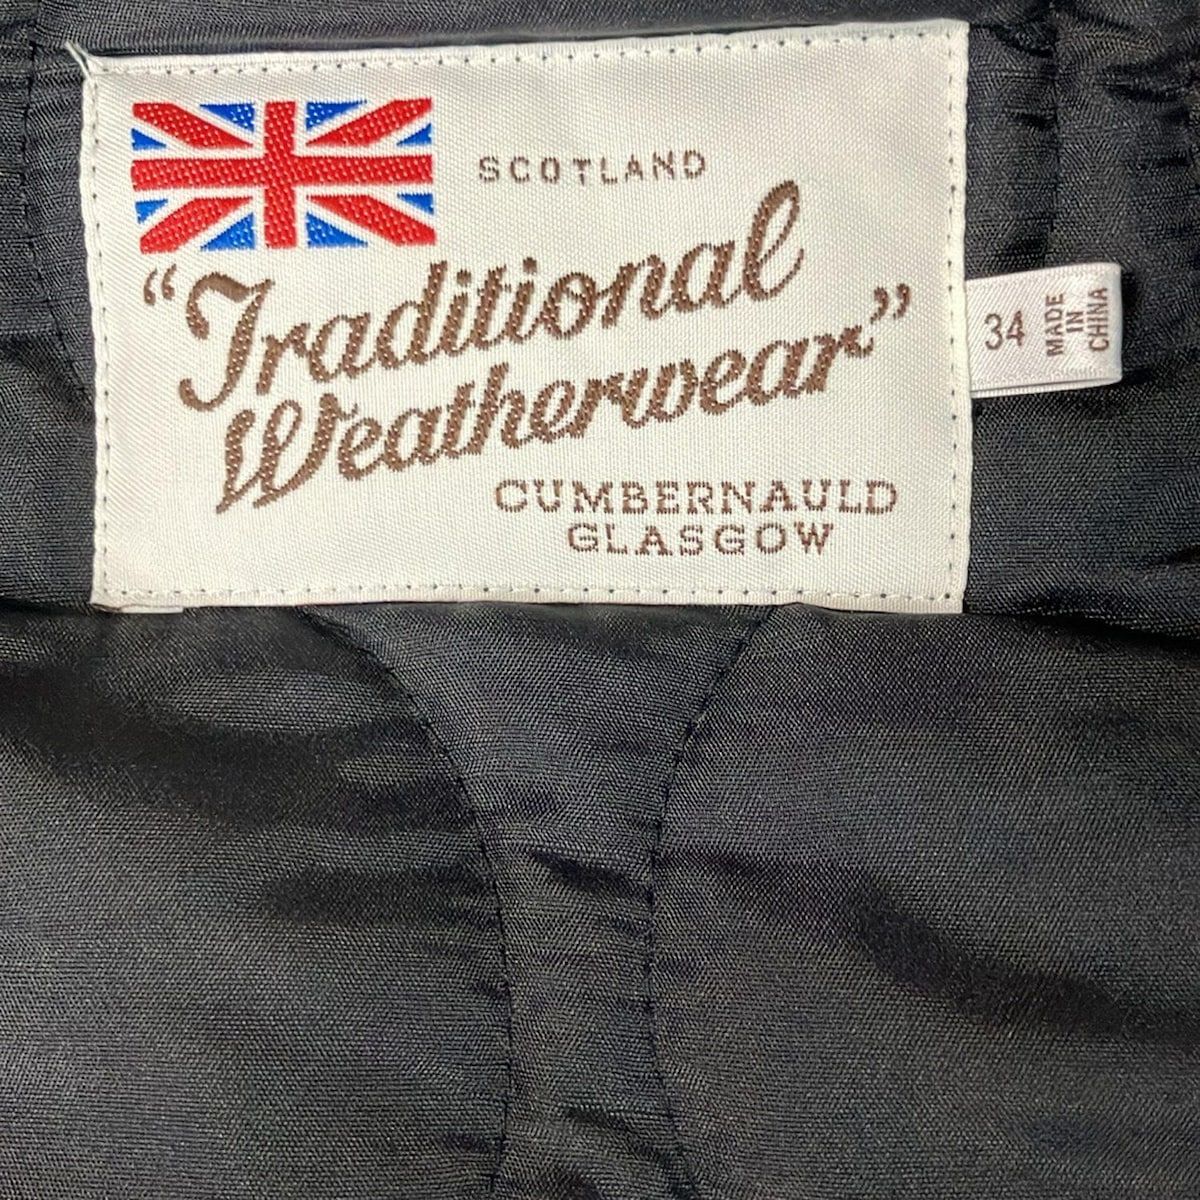 SCOTLAND
“Traditional
Weatherwear”
CUMBERNAULD
GLASGOW
34
MADE
IN
CHINA